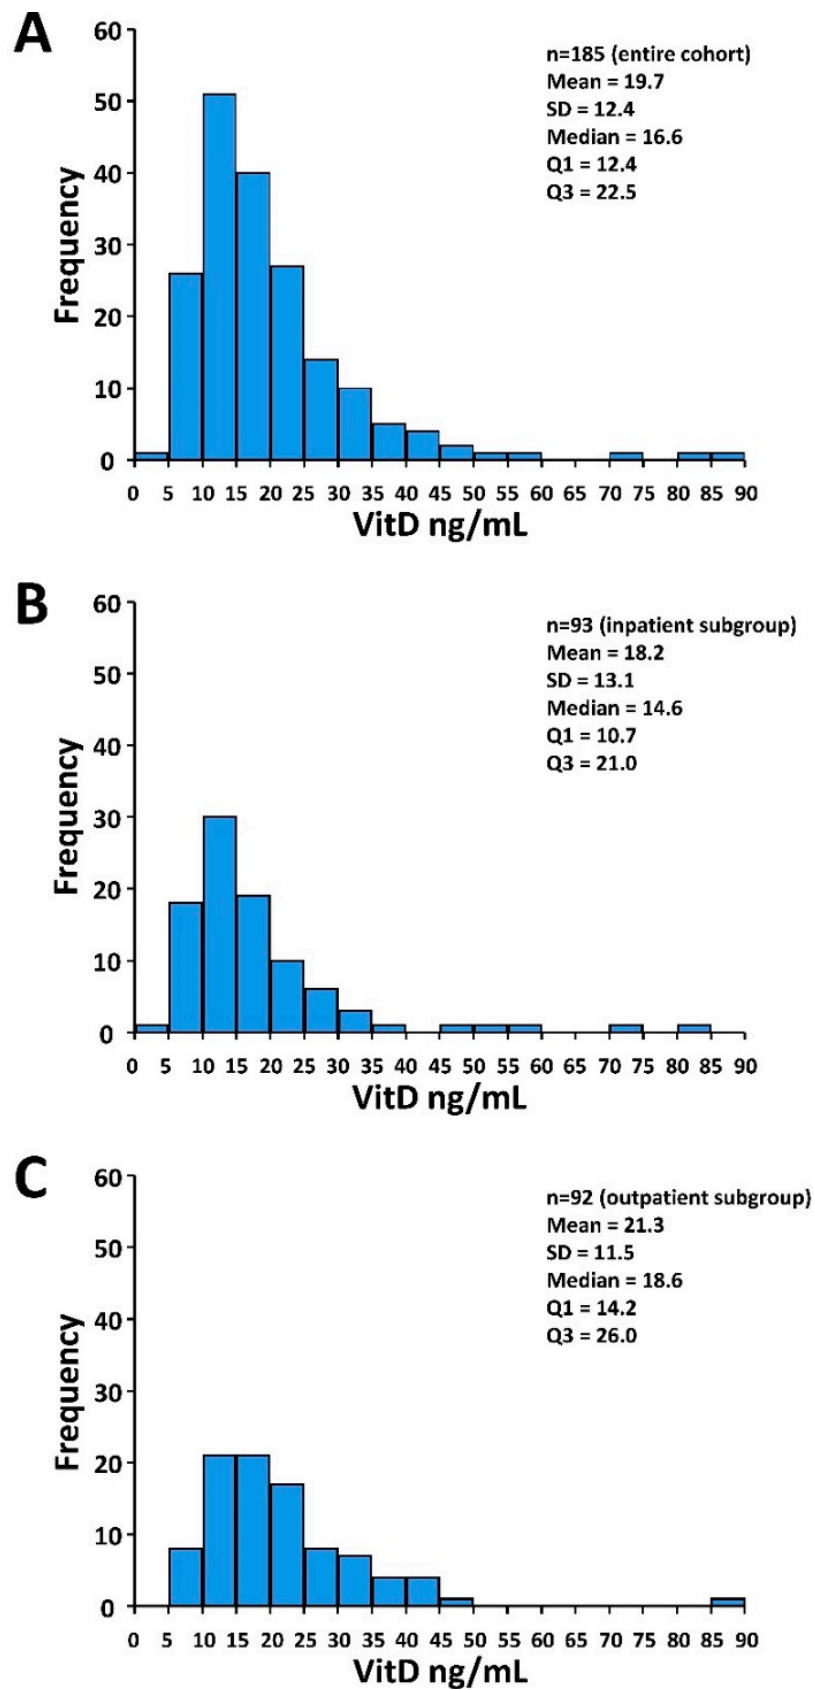 A
60
50
40
30
20
10
0
Frequency
n=185 (entire cohort)
Mean = 19.7
SD = 12.4
Median = 16.6
Q1 = 12.4
Q3 = 22.5
0 5 10 15 20 25 30 35 40 45 50 55 60 65 70 75 80 85 90
VitD ng/mL
B
60
50
40
30
20
10
0
Frequency
n=93 (inpatient subgroup)
Mean = 18.2
SD = 13.1
Median = 14.6
Q1 = 10.7
Q3 = 21.0
0 5 10 15 20 25 30 35 40 45 50 55 60 65 70 75 80 85 90
VitD ng/mL
C
60
50
40
30
20
10
0
Frequency
n=92 (outpatient subgroup)
Mean = 21.3
SD = 11.5
Median = 18.6
Q1 = 14.2
Q3 = 26.0
0 5 10 15 20 25 30 35 40 45 50 55 60 65 70 75 80 85 90
VitD ng/mL